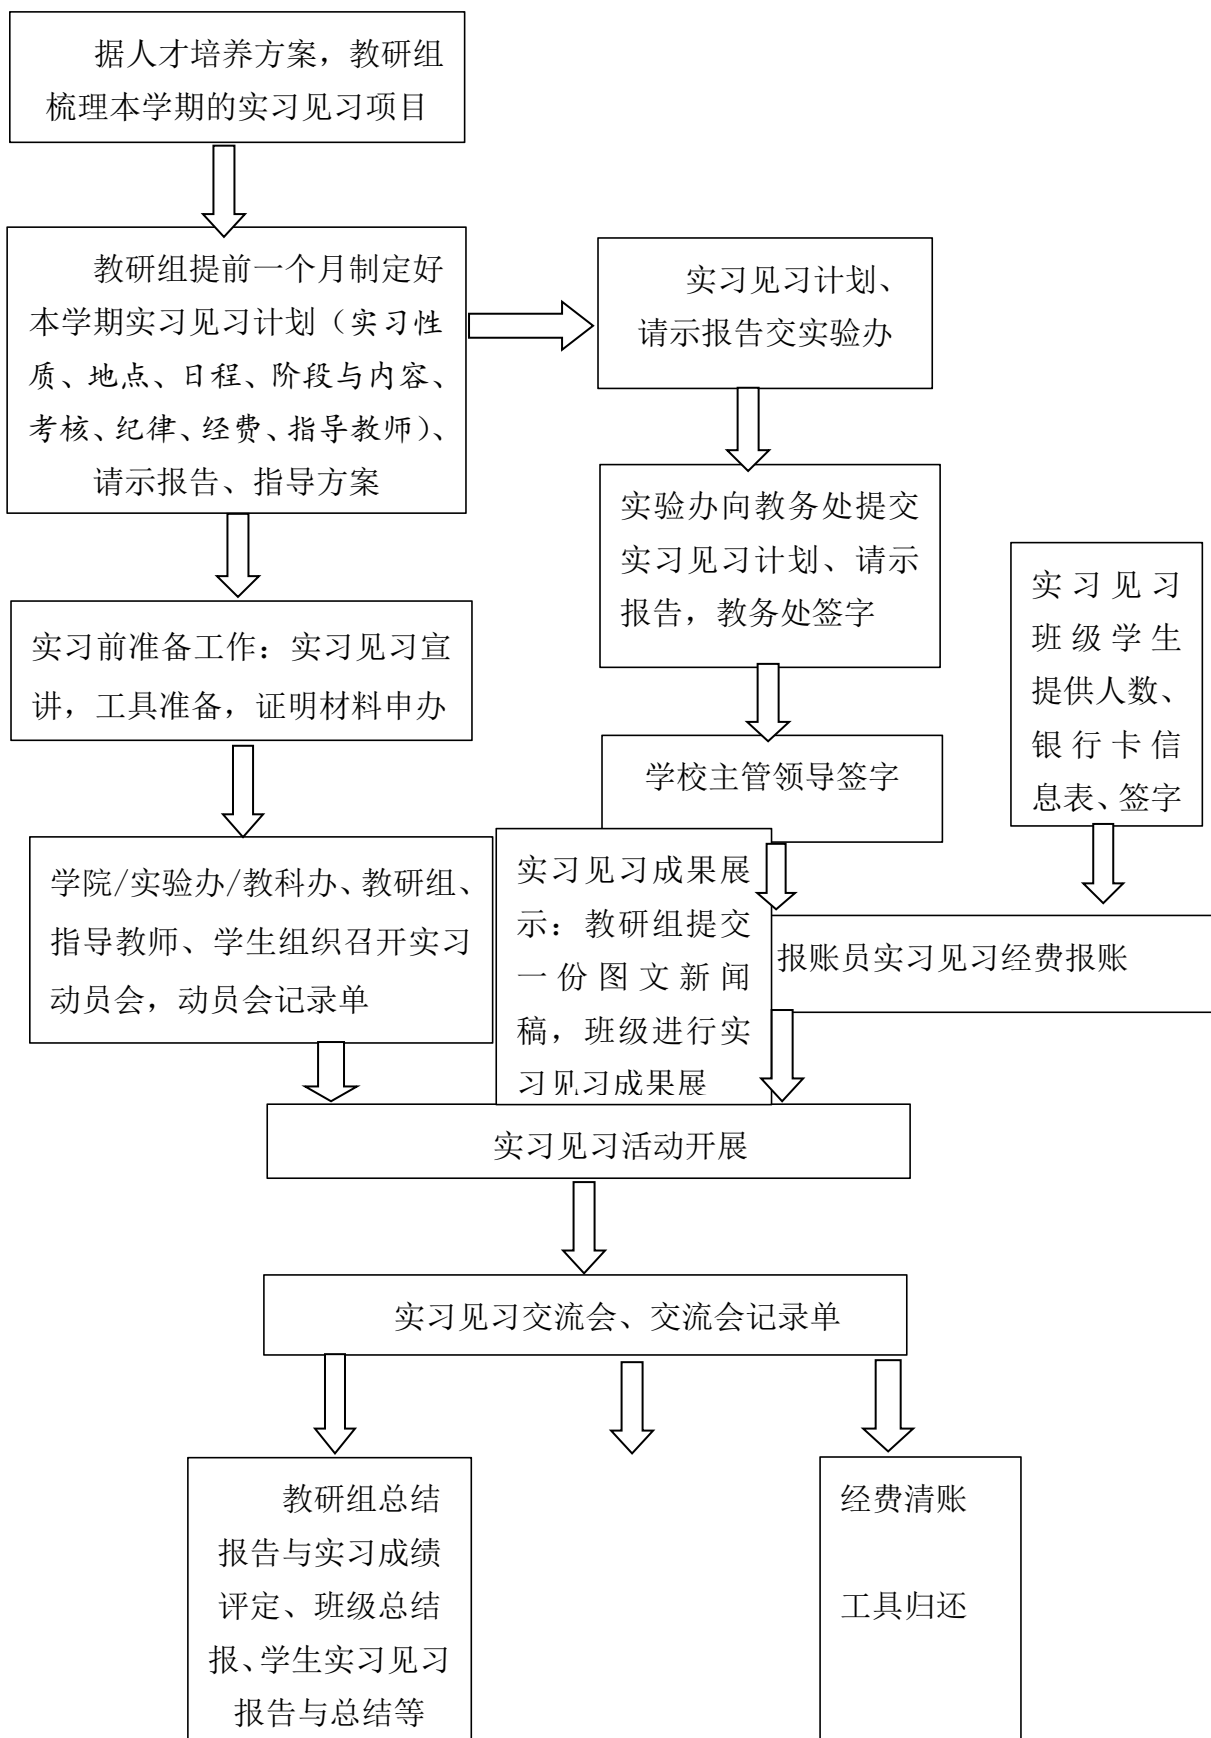 据人才培养方案，教研组
梳理本学期的实习见习项目
教研组提前一个月制定好
本学期实习见习计划（实习性
质、地点、日程、阶段与内容、
考核、纪律、经费、指导教师）、
请示报告、指导方案
实习见习计划、
请示报告交实验办
实验办向教务处提交
实习见习计划、请示
报告，教务处签字
实习见习
班级学生
提供人数、
银行卡信
息表、签字
实习前准备工作：实习见习宣
讲，工具准备，证明材料申办
学校主管领导签字
学院/实验办/教科办、教研组、
指导教师、学生组织召开实习
动员会，动员会记录单
实习见习成果展
示：教研组提交
一份图文新闻
稿，班级进行实
习见习成果展
报账员实习见习经费报账
实习见习活动开展
实习见习交流会、交流会记录单
教研组总结
报告与实习成绩
评定、班级总结
报、学生实习见习
报告与总结等
经费清账
工具归还